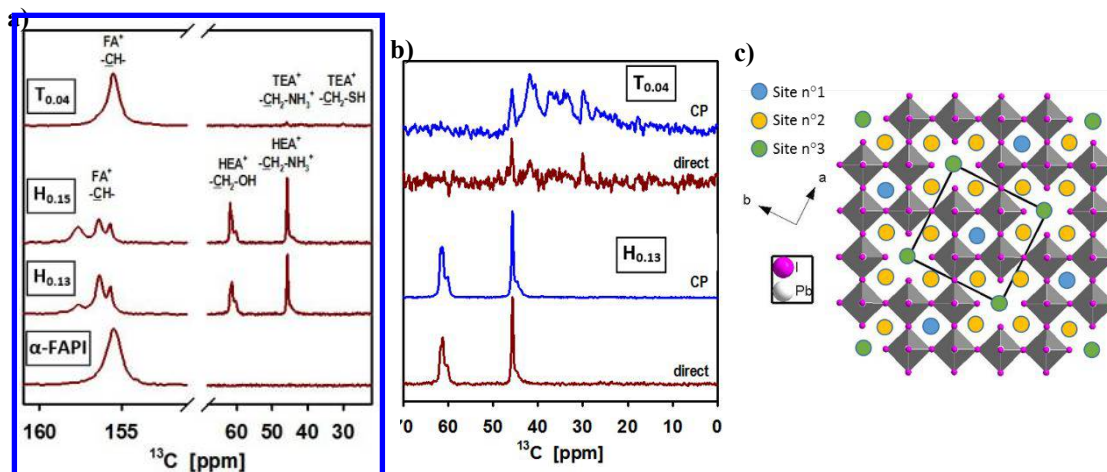 a)
FA⁺
-CH-
T₀.₀₄
TEA⁺
-CH₂-NH₃⁺
TEA⁺
-CH₂-SH
HEA⁺
-CH₂-OH
HEA⁺
-CH₂-NH₃⁺
FA⁺
-CH-
H₀.₁₅
H₀.₁₃
α-FAPI
160 155 60 50 40 30
¹³C [ppm]
b)
T₀.₀₄
CP
direct
H₀.₁₃
CP
direct
70 60 50 40 30 20 10 0
¹³C [ppm]
c)
Site n°1
Site n°2
Site n°3
a
b
I
Pb